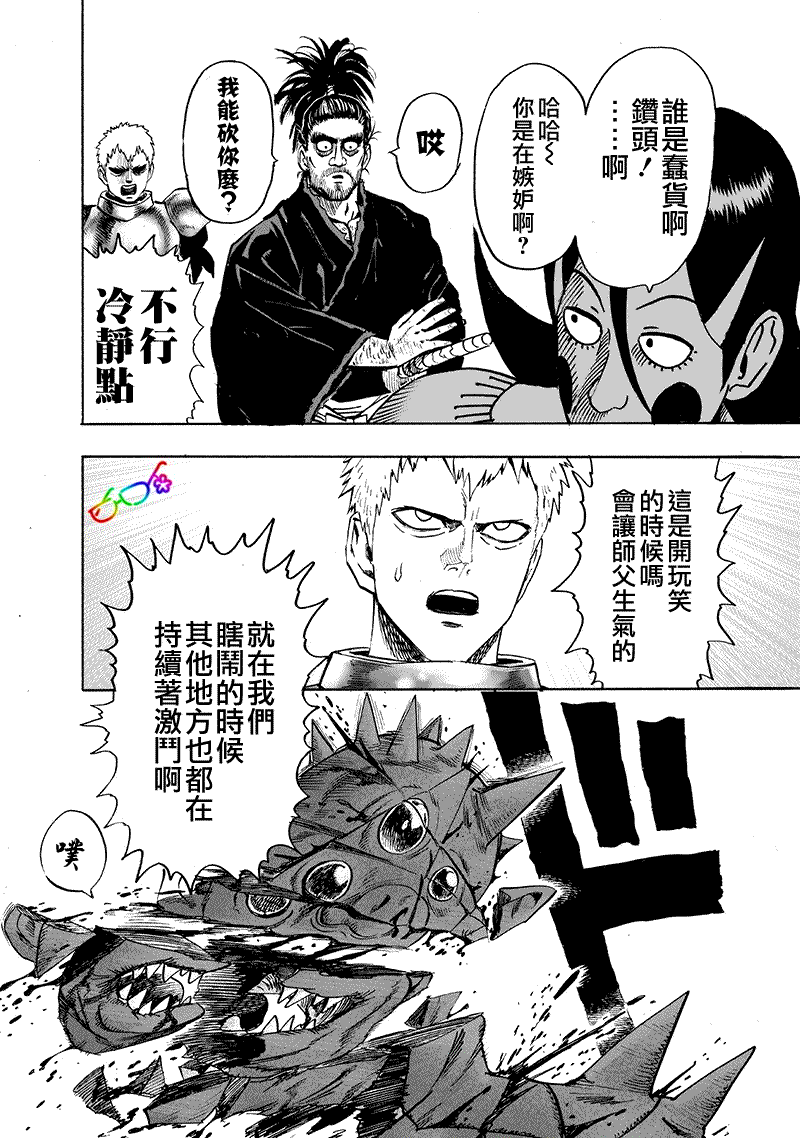 誰是蠢貨啊
鑽頭！
……啊
哈哈～
你是在嫉妒啊？
哎
我能砍你麼？
不行
冷靜點
這是開玩笑
的時候嗎
會讓師父生氣的
就在我們
瞎鬧的時候
其他地方也都在
持續著激鬥啊
ド
噗